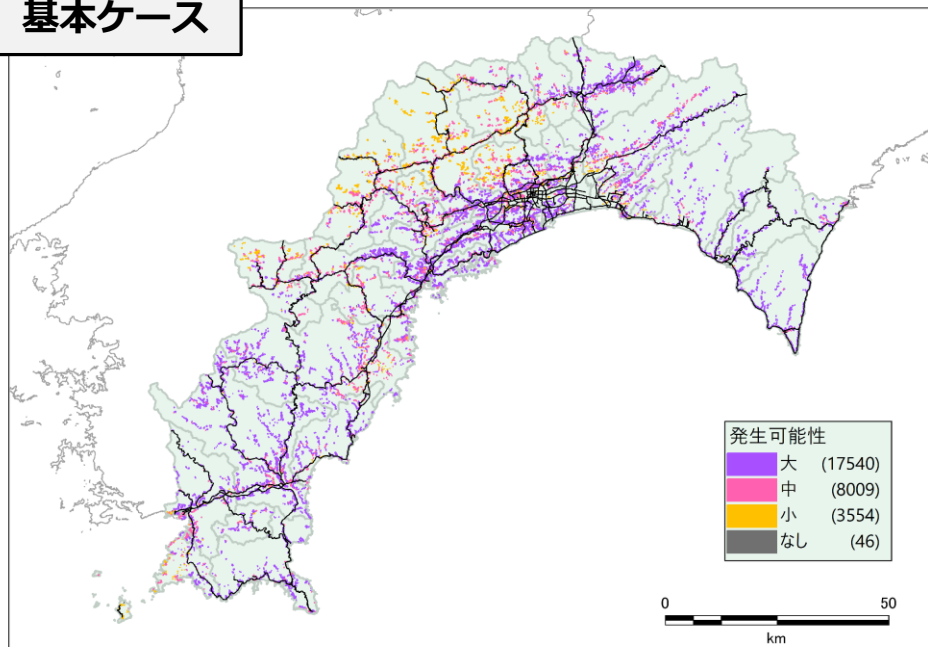 基本ケース
発生可能性
大 (17540)
中 (8009)
小 (3554)
なし (46)
0 50
km